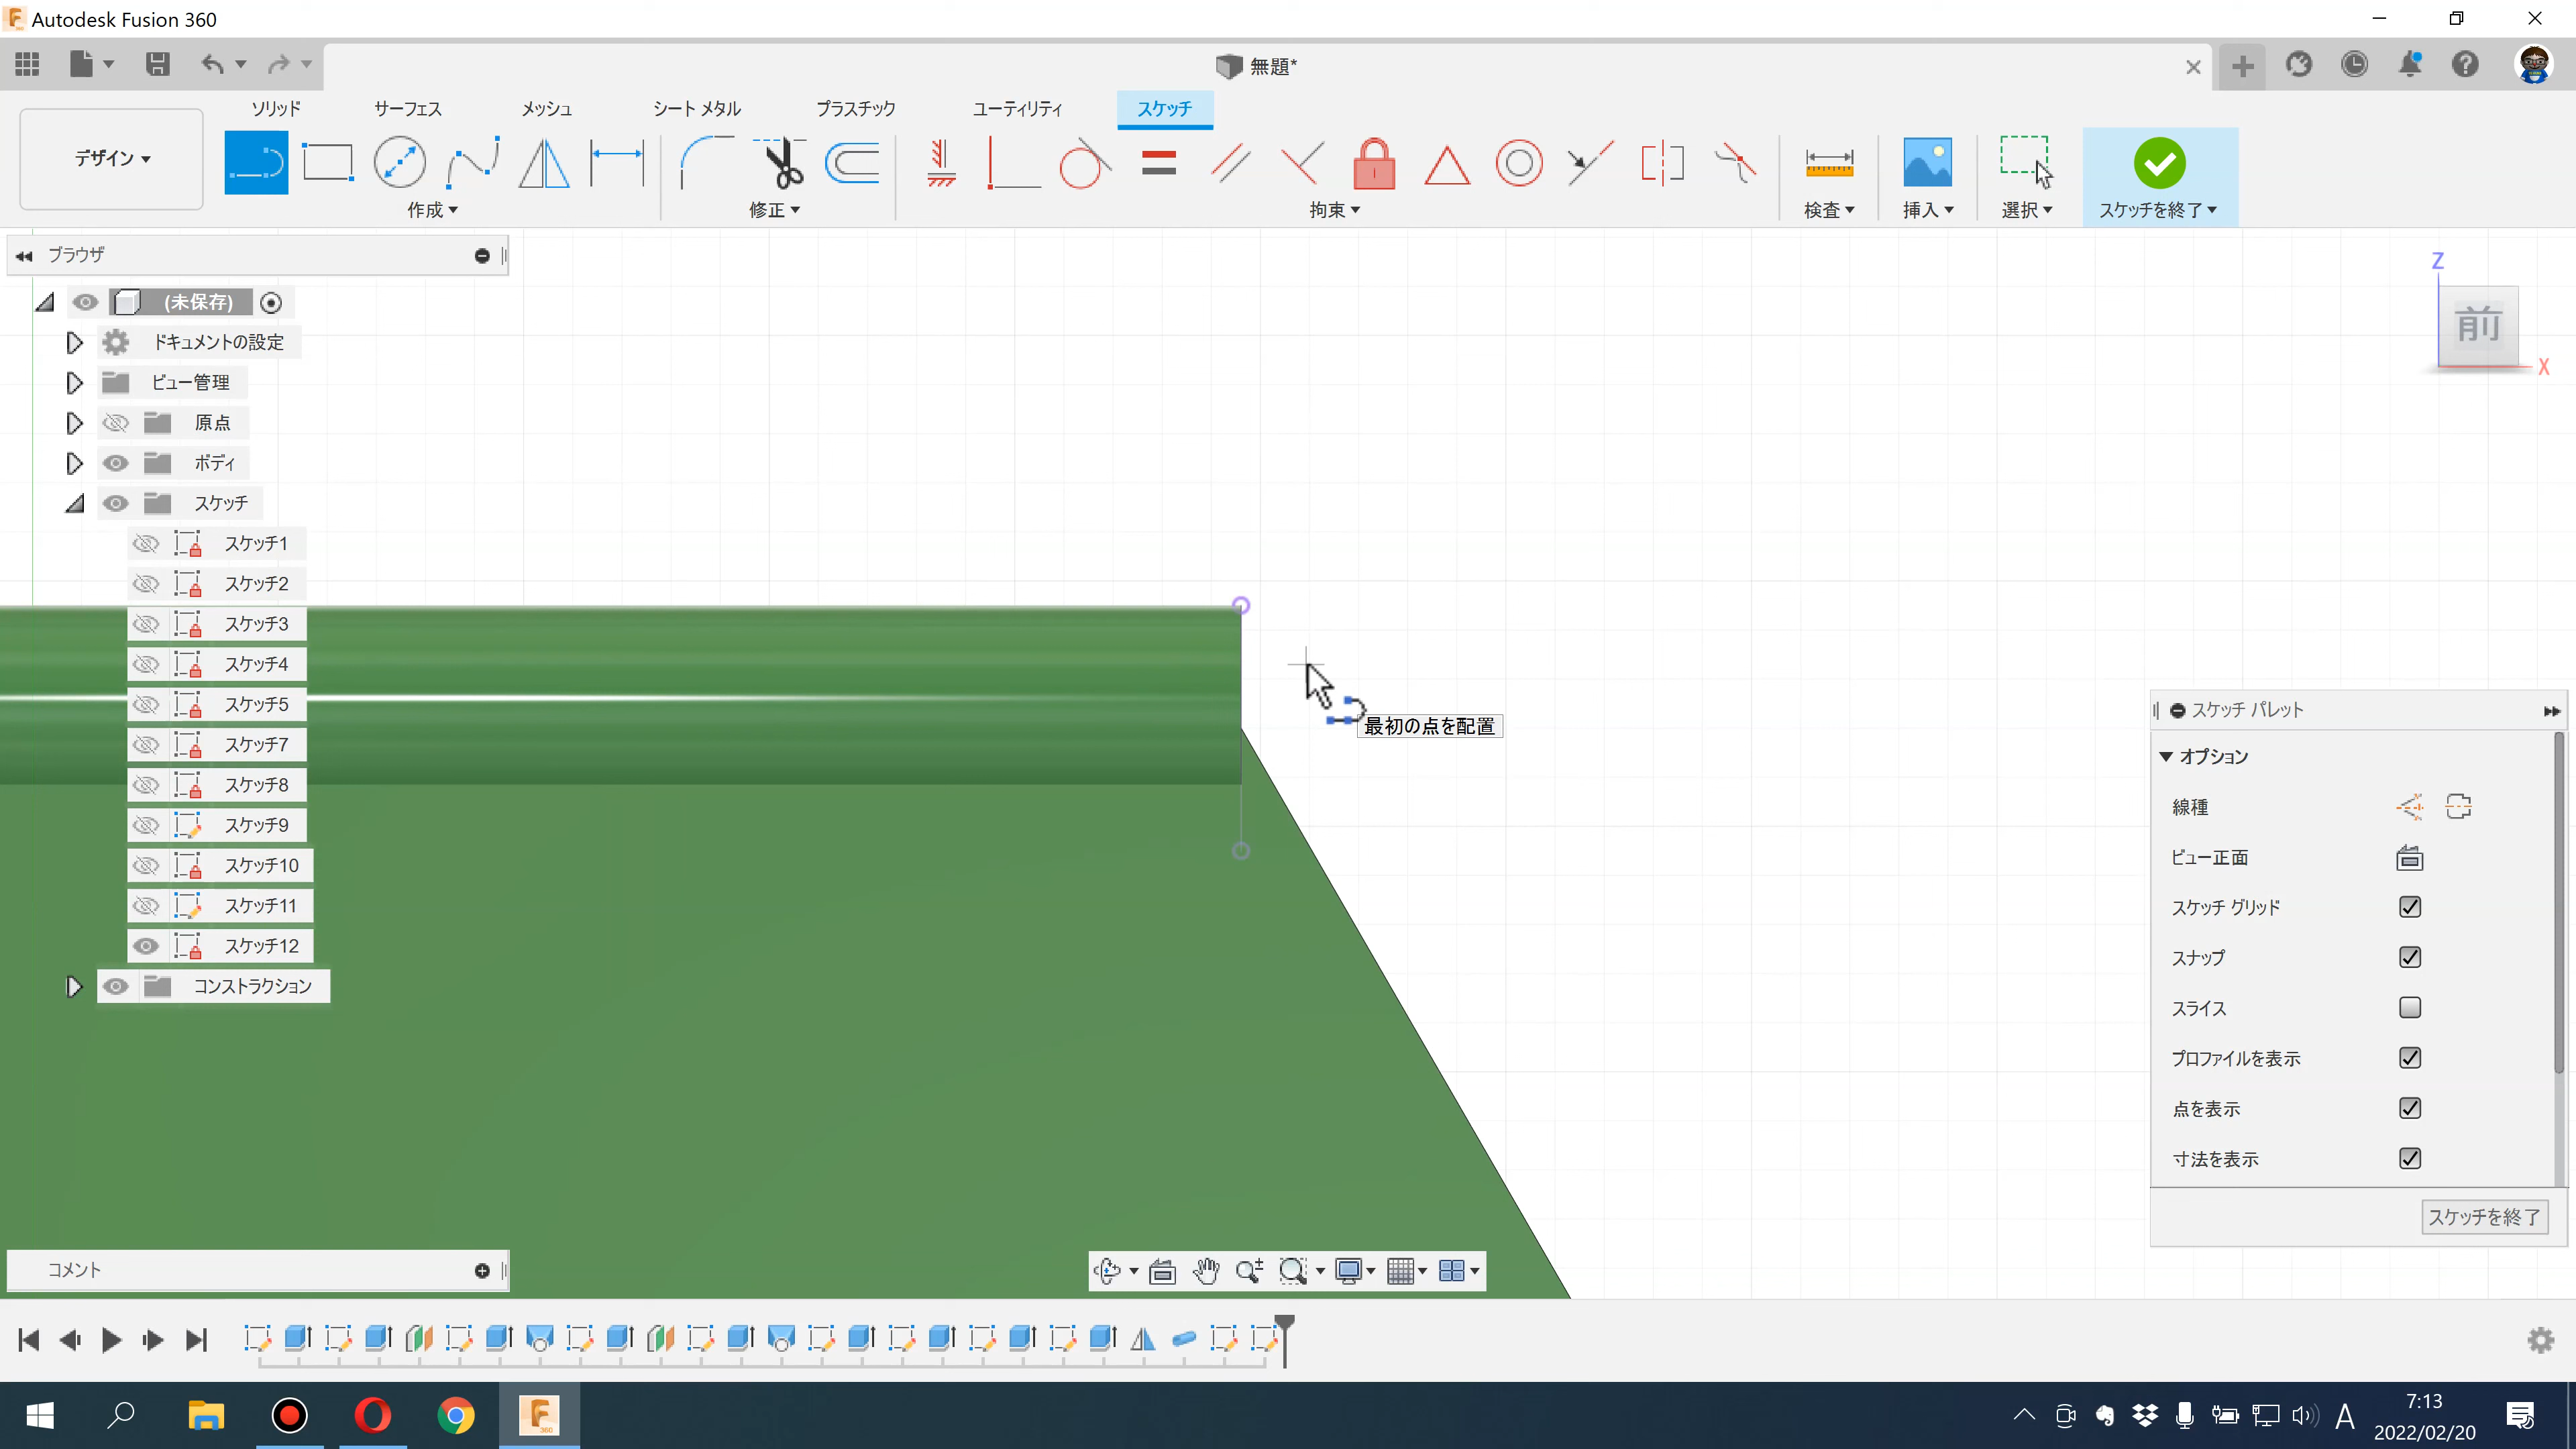 Autodesk Fusion 360
無題*
ソリッド
サーフェス
メッシュ
シート メタル
プラスチック
ユーティリティ
スケッチ
デザイン
作成
修正
拘束
検査
挿入
選択
スケッチを終了
ブラウザ
(未保存)
ドキュメントの設定
ビュー管理
原点
ボディ
スケッチ
スケッチ1
スケッチ2
スケッチ3
スケッチ4
スケッチ5
スケッチ7
スケッチ8
スケッチ9
スケッチ10
スケッチ11
スケッチ12
コンストラクション
最初の点を配置
Z
前
X
スケッチ パレット
オプション
線種
ビュー正面
スケッチ グリッド
スナップ
スライス
プロファイルを表示
点を表示
寸法を表示
スケッチを終了
コメント
A
7:13
2022/02/20